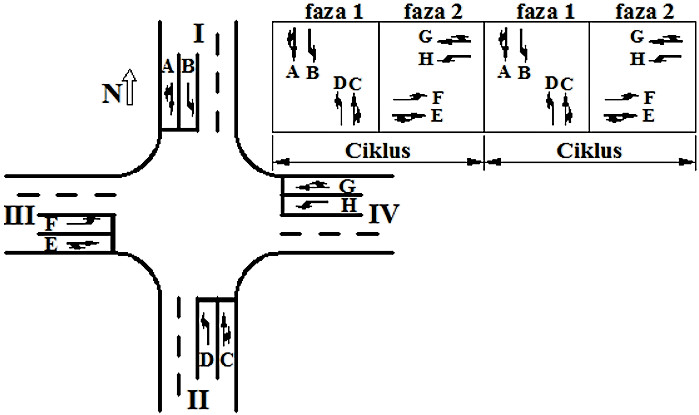 faza 1 faza 2 faza 1 faza 2
A B D C G H F E A B D C G H F E
Ciklus Ciklus
N
I
A B
III
F
E
G
H
IV
D C
II